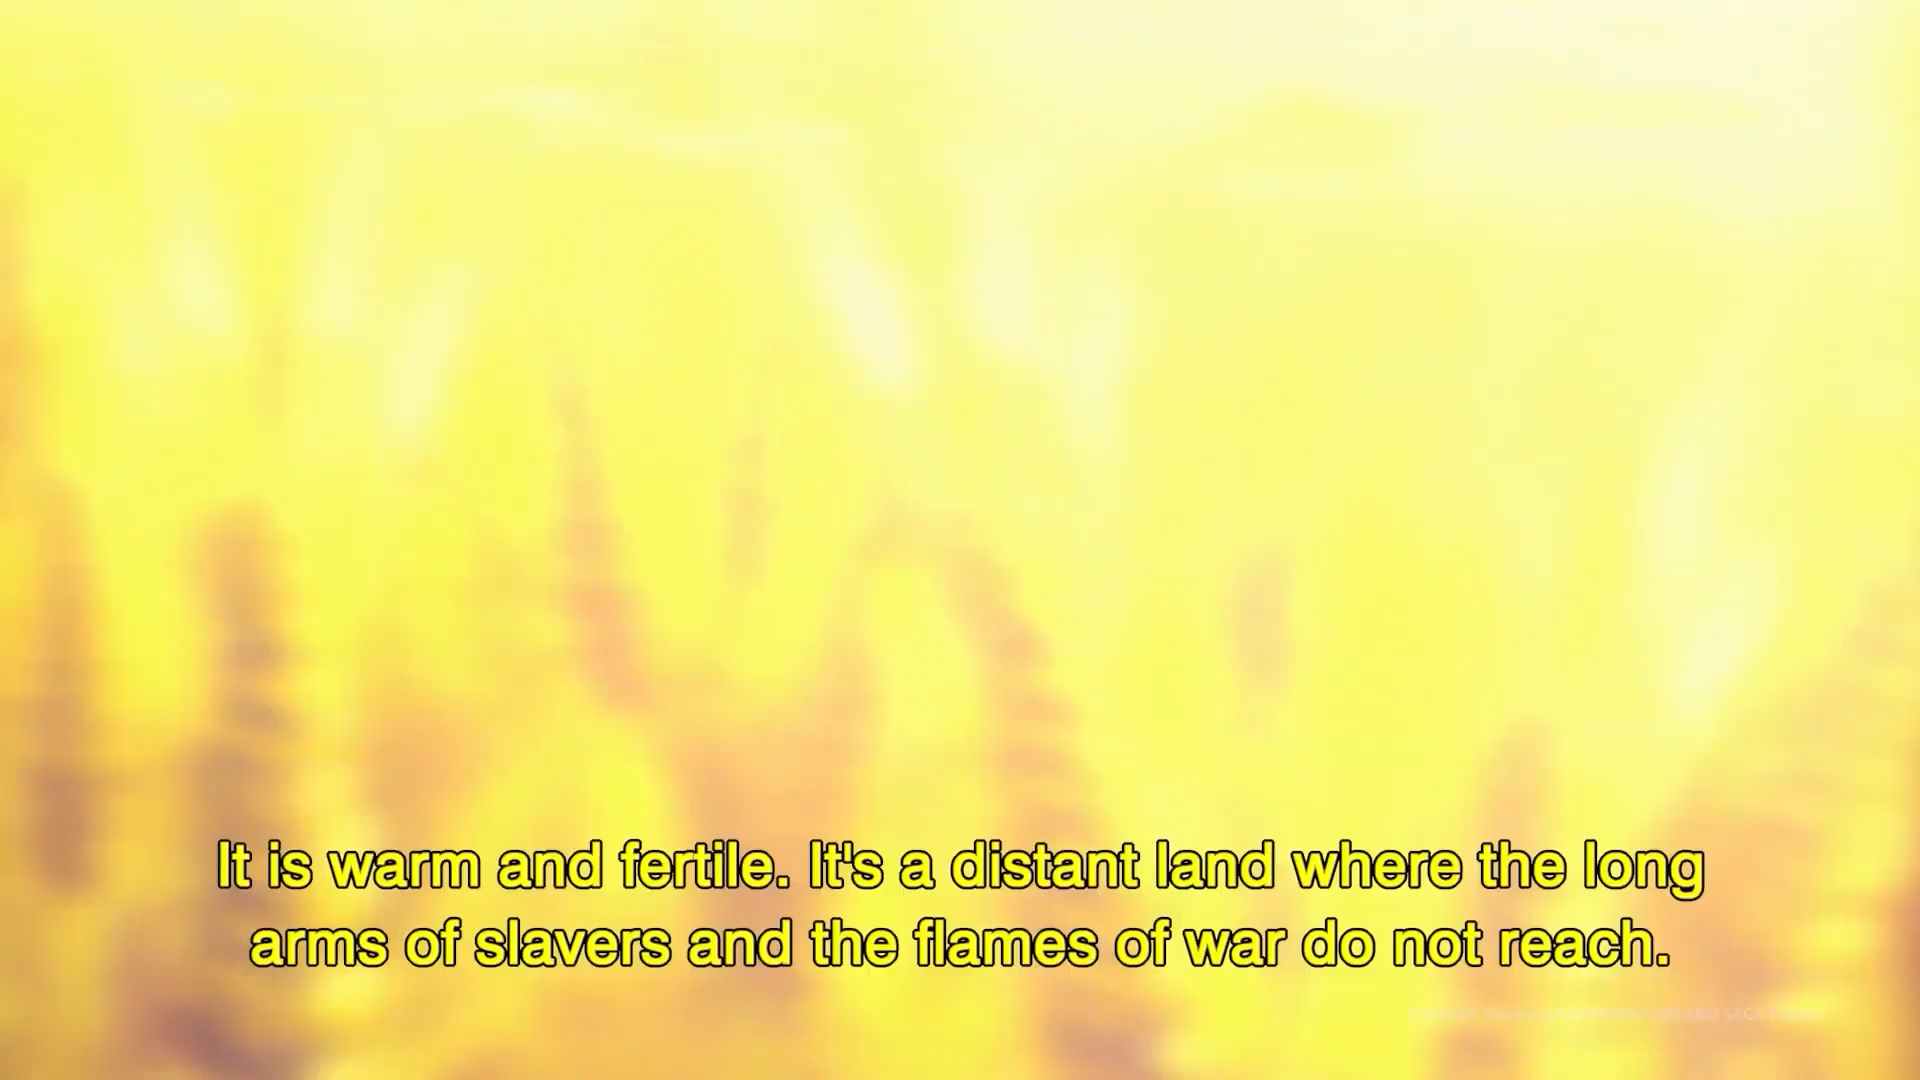 It is warm and fertile. It's a distant land where the long
arms of slavers and the flames of war do not reach.